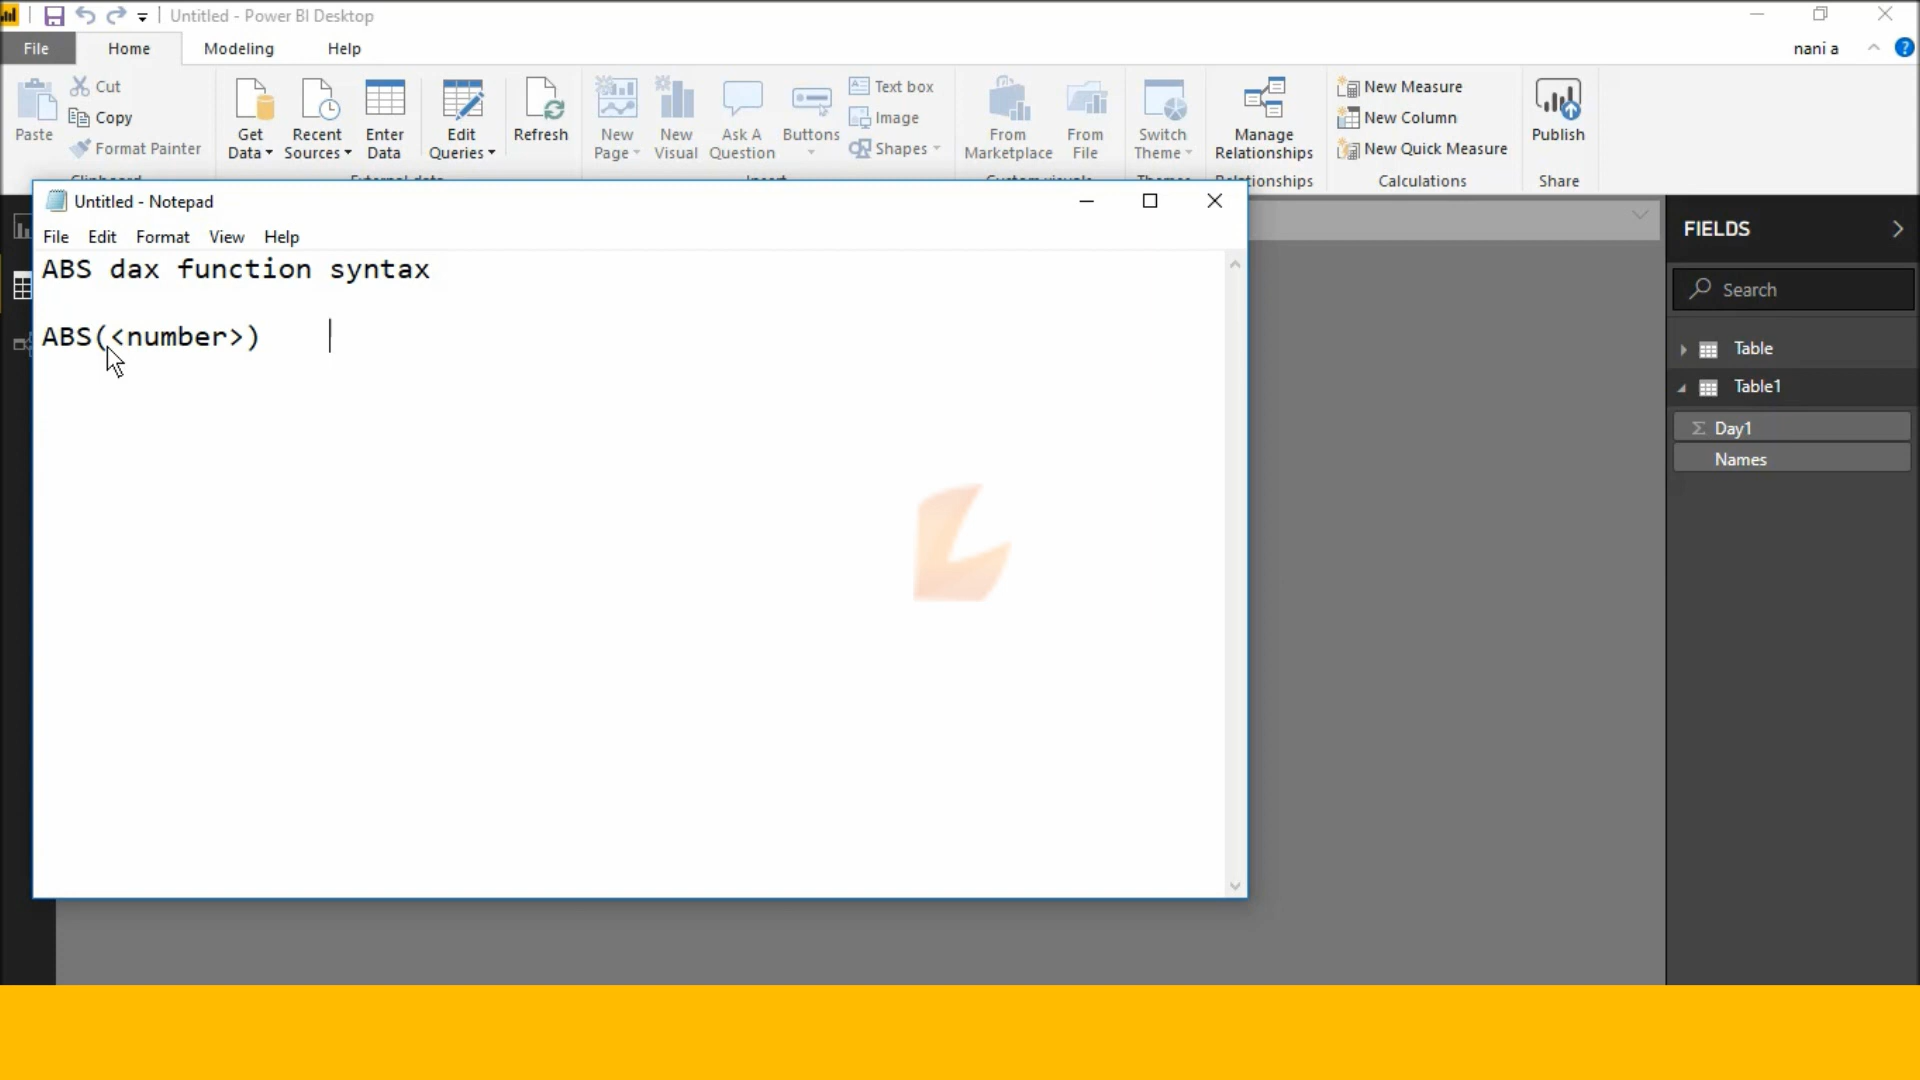 Untitled - Power BI Desktop
File Home Modeling Help nani a ?
Paste
Cut
Copy
Format Painter
Get Data
Recent Sources
Enter Data
Edit Queries
Refresh
New Page
New Visual
Ask A Question
Buttons
Text box
Image
Shapes
From Marketplace
From File
Switch Theme
Manage Relationships
New Measure
New Column
New Quick Measure
Publish
Calculations
Share
Untitled - Notepad
File Edit Format View Help
ABS dax function syntax
ABS(<number>)
FIELDS
Search
Table
Table1
Σ Day1
Names